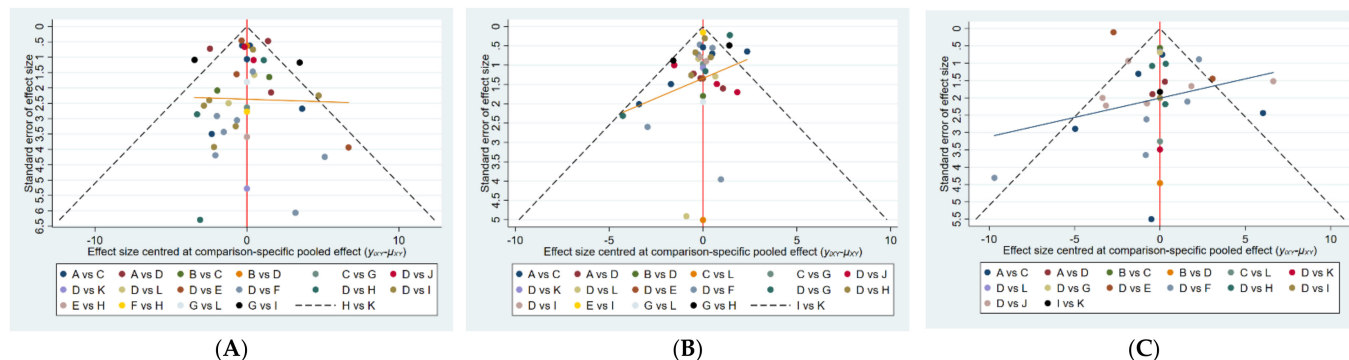 Standard error of effect size
0
.5
1
1.5
2
2.5
3
3.5
4
4.5
5
5.5
6
6.5
-10 0 10
Effect size centred at comparison-specific pooled effect (yiXY-μXY)
A vs C A vs D B vs C B vs D C vs G D vs J
D vs K D vs L D vs E D vs F D vs H D vs I
E vs H F vs H G vs L G vs I H vs K
(A)
Standard error of effect size
0
.5
1
1.5
2
2.5
3
3.5
4
4.5
5
-10 -5 0 5 10
Effect size centred at comparison-specific pooled effect (yiXY-μXY)
A vs C A vs D B vs D C vs L C vs G D vs J
D vs K D vs L D vs E D vs F D vs G D vs H
D vs I E vs I G vs L G vs H I vs K
(B)
Standard error of effect size
0
.5
1
1.5
2
2.5
3
3.5
4
4.5
5
5.5
-10 -5 0 5 10
Effect size centred at comparison-specific pooled effect (yiXY-μXY)
A vs C A vs D B vs C B vs D C vs L D vs K
D vs L D vs G D vs E D vs F D vs H D vs I
D vs J I vs K
(C)